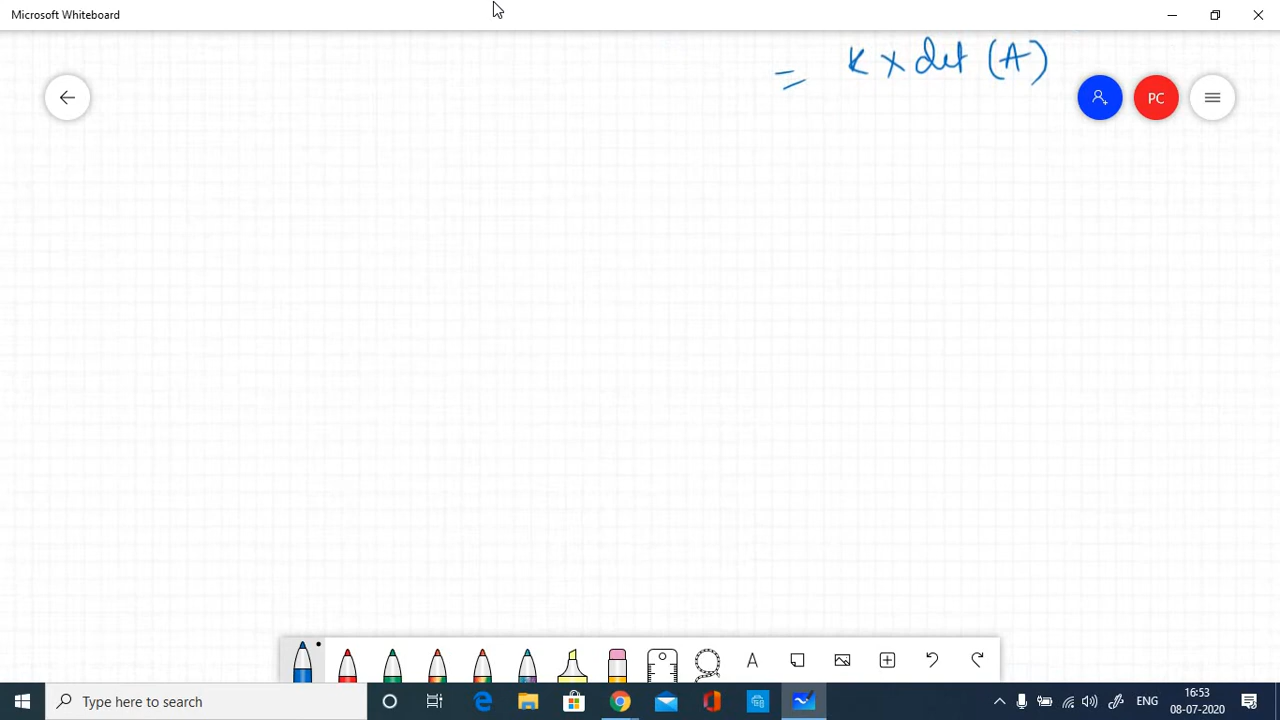 Microsoft Whiteboard
= k × det (A)
PC
A
Type here to search
ENG
16:53
08-07-2020